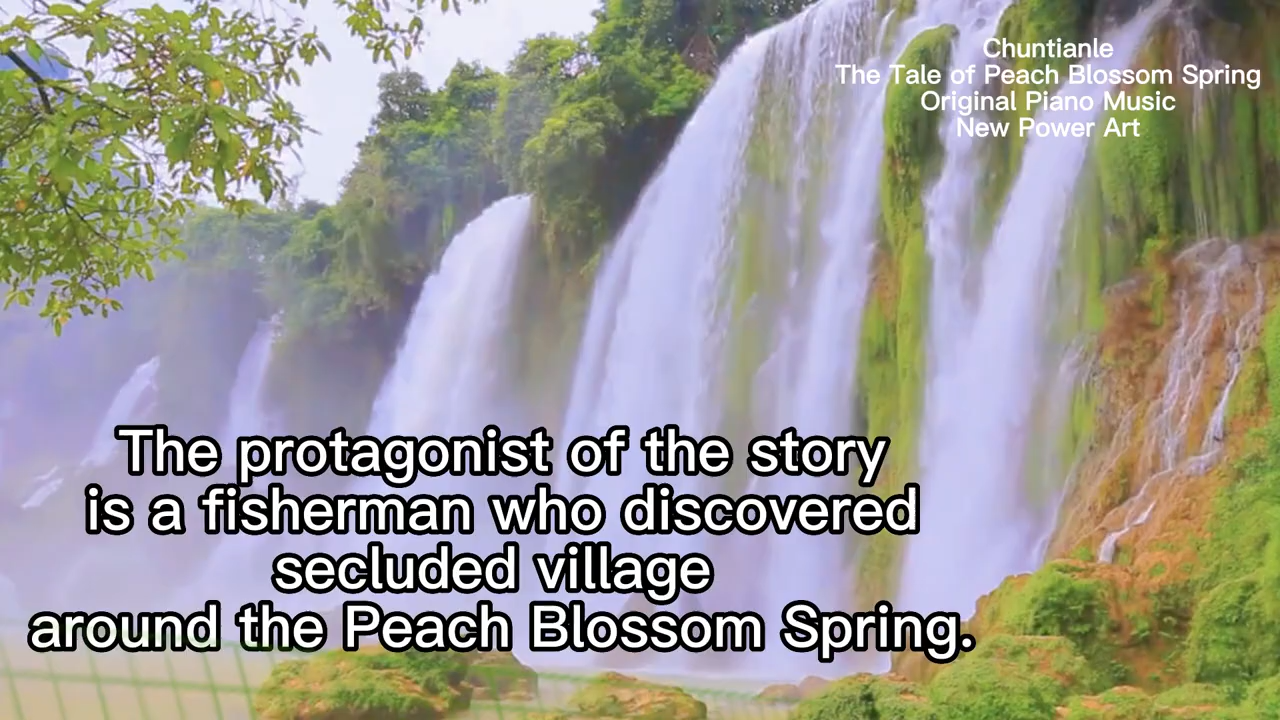 Chuntianle
The Tale of Peach Blossom Spring
Original Piano Music
New Power Art
The protagonist of the story
is a fisherman who discovered
secluded village
around the Peach Blossom Spring.